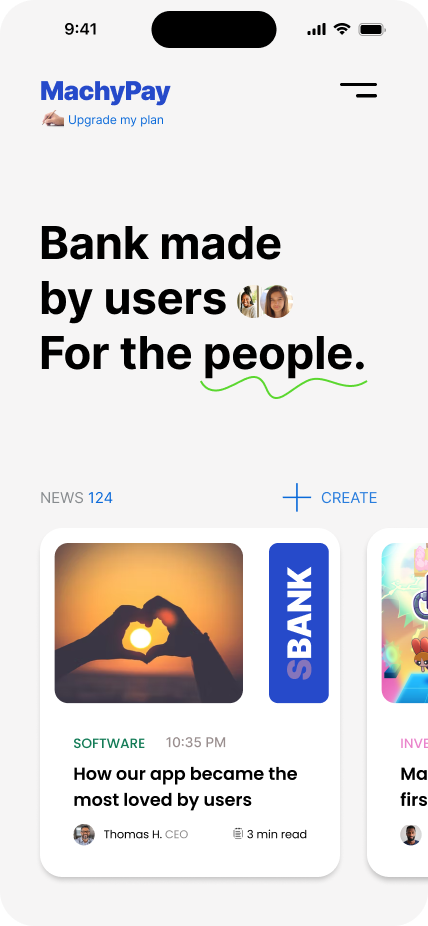 9:41
MachyPay
Upgrade my plan
Bank made
by users
For the people.
NEWS 124
CREATE
$BANK
SOFTWARE 10:35 PM
How our app became the
most loved by users
Thomas H. CEO
3 min read
INVE
Ma
firs